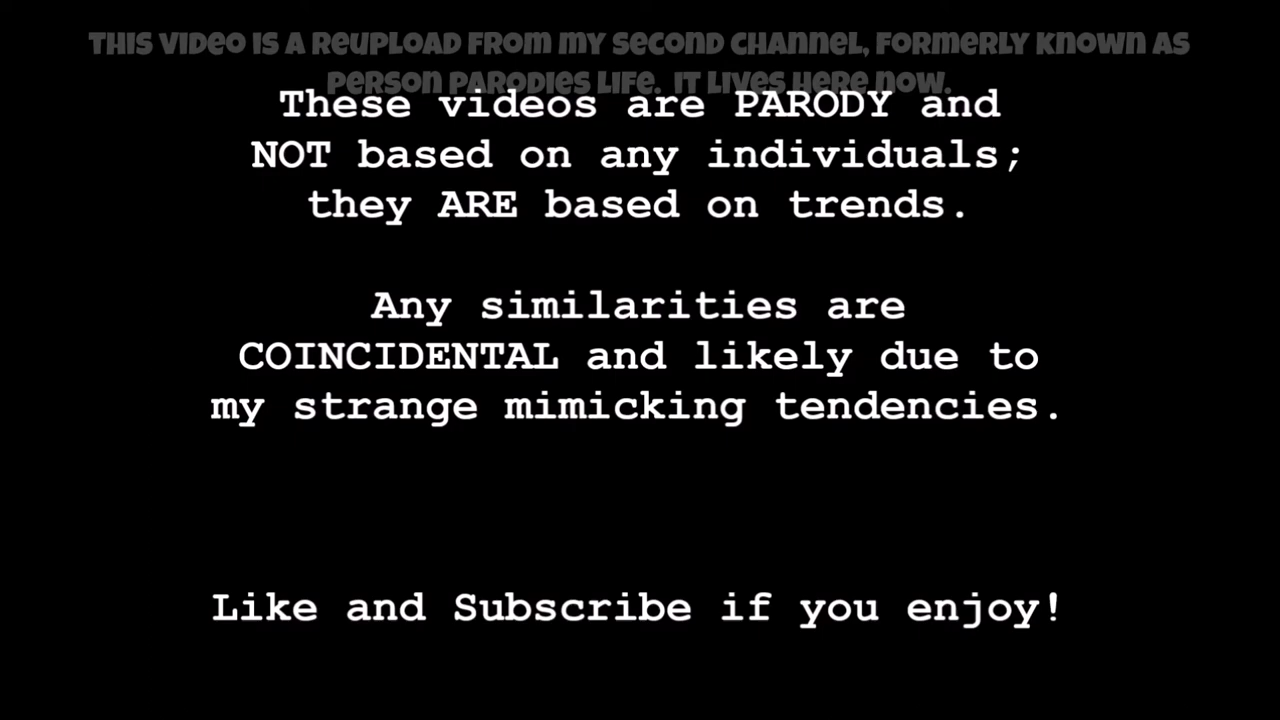 THIS VIDEO IS A REUPLOAD FROM MY SECOND CHANNEL, FORMERLY KNOWN AS
PERSON PARODIES LIFE. IT LIVES HERE NOW.
These videos are PARODY and
NOT based on any individuals;
they ARE based on trends.
Any similarities are
COINCIDENTAL and likely due to
my strange mimicking tendencies.
Like and Subscribe if you enjoy!